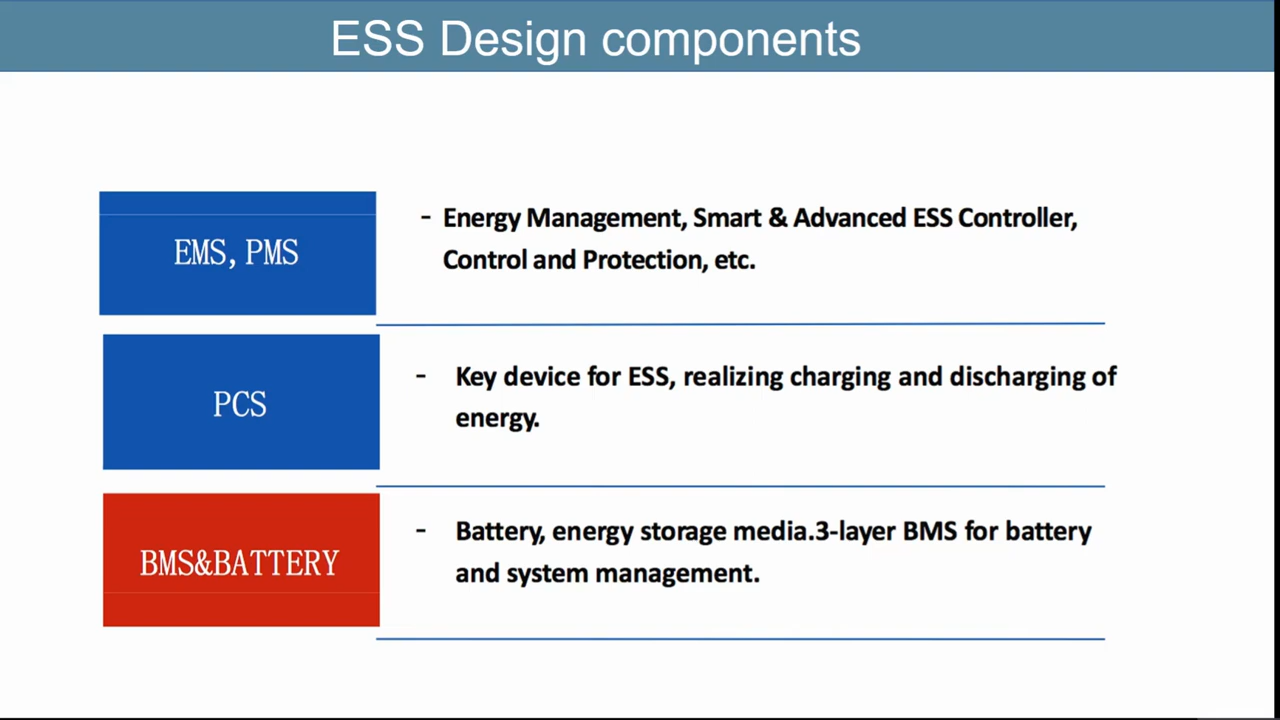 ESS Design components
EMS, PMS
- Energy Management, Smart & Advanced ESS Controller,
Control and Protection, etc.
PCS
- Key device for ESS, realizing charging and discharging of
energy.
BMS&BATTERY
- Battery, energy storage media.3-layer BMS for battery
and system management.